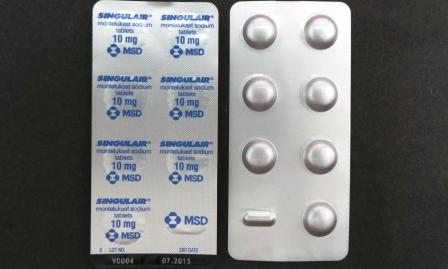 SINGULAIR® SINGULAIR®
montelukast sodium montelukast sodium
tablets tablets
10 mg 10 mg
MSD MSD
SINGULAIR® SINGULAIR®
montelukast sodium montelukast sodium
tablets tablets
10 mg 10 mg
MSD MSD
SINGULAIR® SINGULAIR®
montelukast sodium montelukast sodium
tablets tablets
10 mg 10 mg
MSD MSD
SINGULAIR®
montelukast sodium
tablets
10 mg
MSD MSD
2 LOT NO. EXP. DATE
07.2015